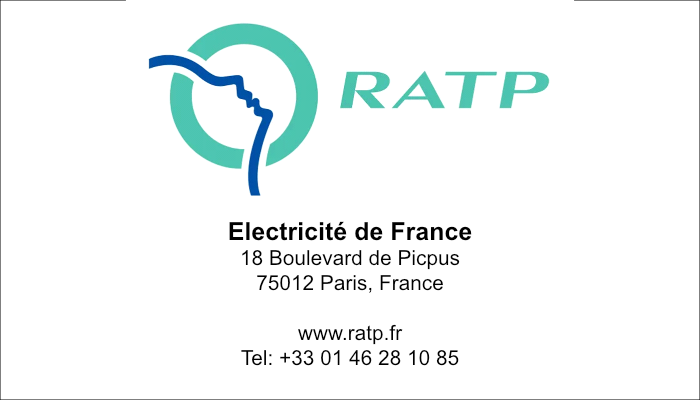 RATP
Electricité de France
18 Boulevard de Picpus
75012 Paris, France
www.ratp.fr
Tel: +33 01 46 28 10 85